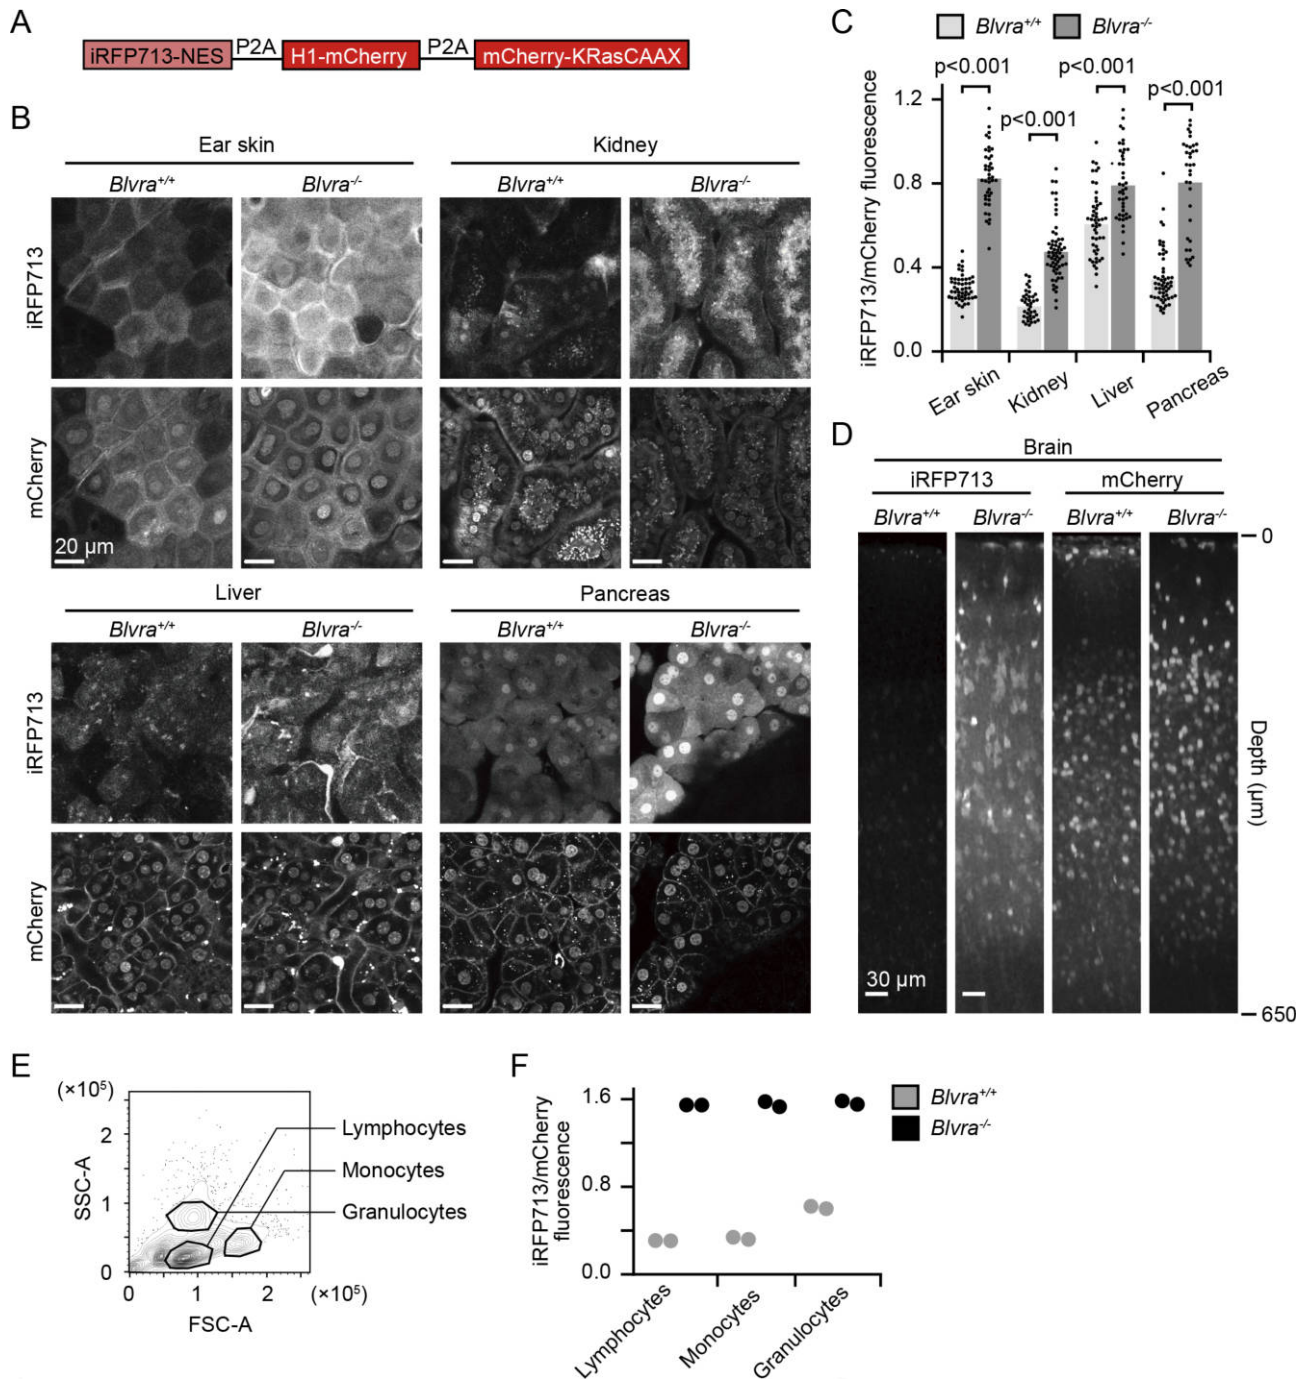 A
iRFP713-NES P2A H1-mCherry P2A mCherry-KRasCAAX
B
Ear skin Kidney
Blvra+/+ Blvra-/- Blvra+/+ Blvra-/-
iRFP713
mCherry
20 µm
Liver Pancreas
Blvra+/+ Blvra-/- Blvra+/+ Blvra-/-
iRFP713
mCherry
C
Blvra+/+ Blvra-/-
p<0.001 p<0.001 p<0.001 p<0.001
iRFP713/mCherry fluorescence
1.2
0.8
0.4
0.0
Ear skin Kidney Liver Pancreas
D
Brain
iRFP713 mCherry
Blvra+/+ Blvra-/- Blvra+/+ Blvra-/-
0
Depth (µm)
30 µm
650
E
(×10⁵)
SSC-A
2
1
0
0 1 2 (×10⁵)
FSC-A
Lymphocytes
Monocytes
Granulocytes
F
iRFP713/mCherry
fluorescence
1.6
0.8
0.0
Lymphocytes Monocytes Granulocytes
Blvra+/+
Blvra-/-